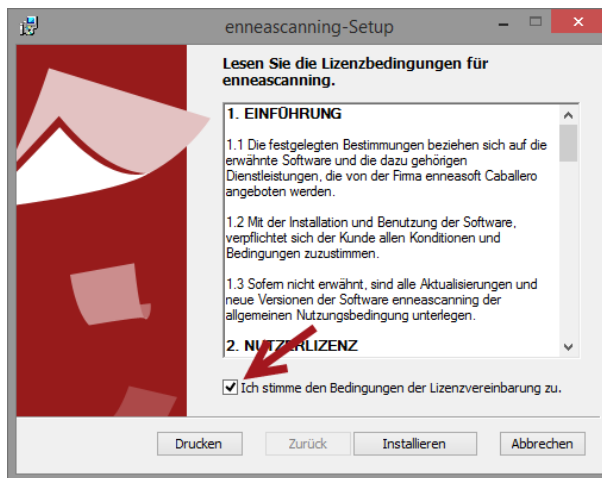 enneascanning-Setup
Lesen Sie die Lizenzbedingungen für
enneascanning.
1. EINFÜHRUNG
1.1 Die festgelegten Bestimmungen beziehen sich auf die
erwähnte Software und die dazu gehörigen
Dienstleistungen, die von der Firma enneasoft Caballero
angeboten werden.
1.2 Mit der Installation und Benutzung der Software,
verpflichtet sich der Kunde allen Konditionen und
Bedingungen zuzustimmen.
1.3 Sofern nicht erwähnt, sind alle Aktualisierungen und
neue Versionen der Software enneascanning der
allgemeinen Nutzungsbedingung unterlegen.
2. NUTZERLIZENZ
Ich stimme den Bedingungen der Lizenzvereinbarung zu.
Drucken Zurück Installieren Abbrechen